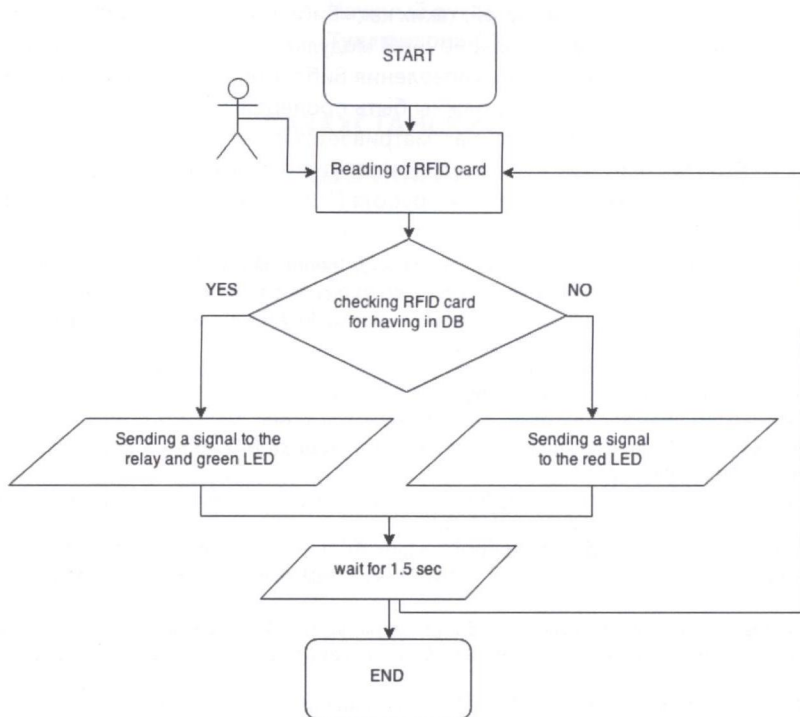 START
Reading of RFID card
YES
NO
checking RFID card
for having in DB
Sending a signal to the
relay and green LED
Sending a signal
to the red LED
wait for 1.5 sec
END